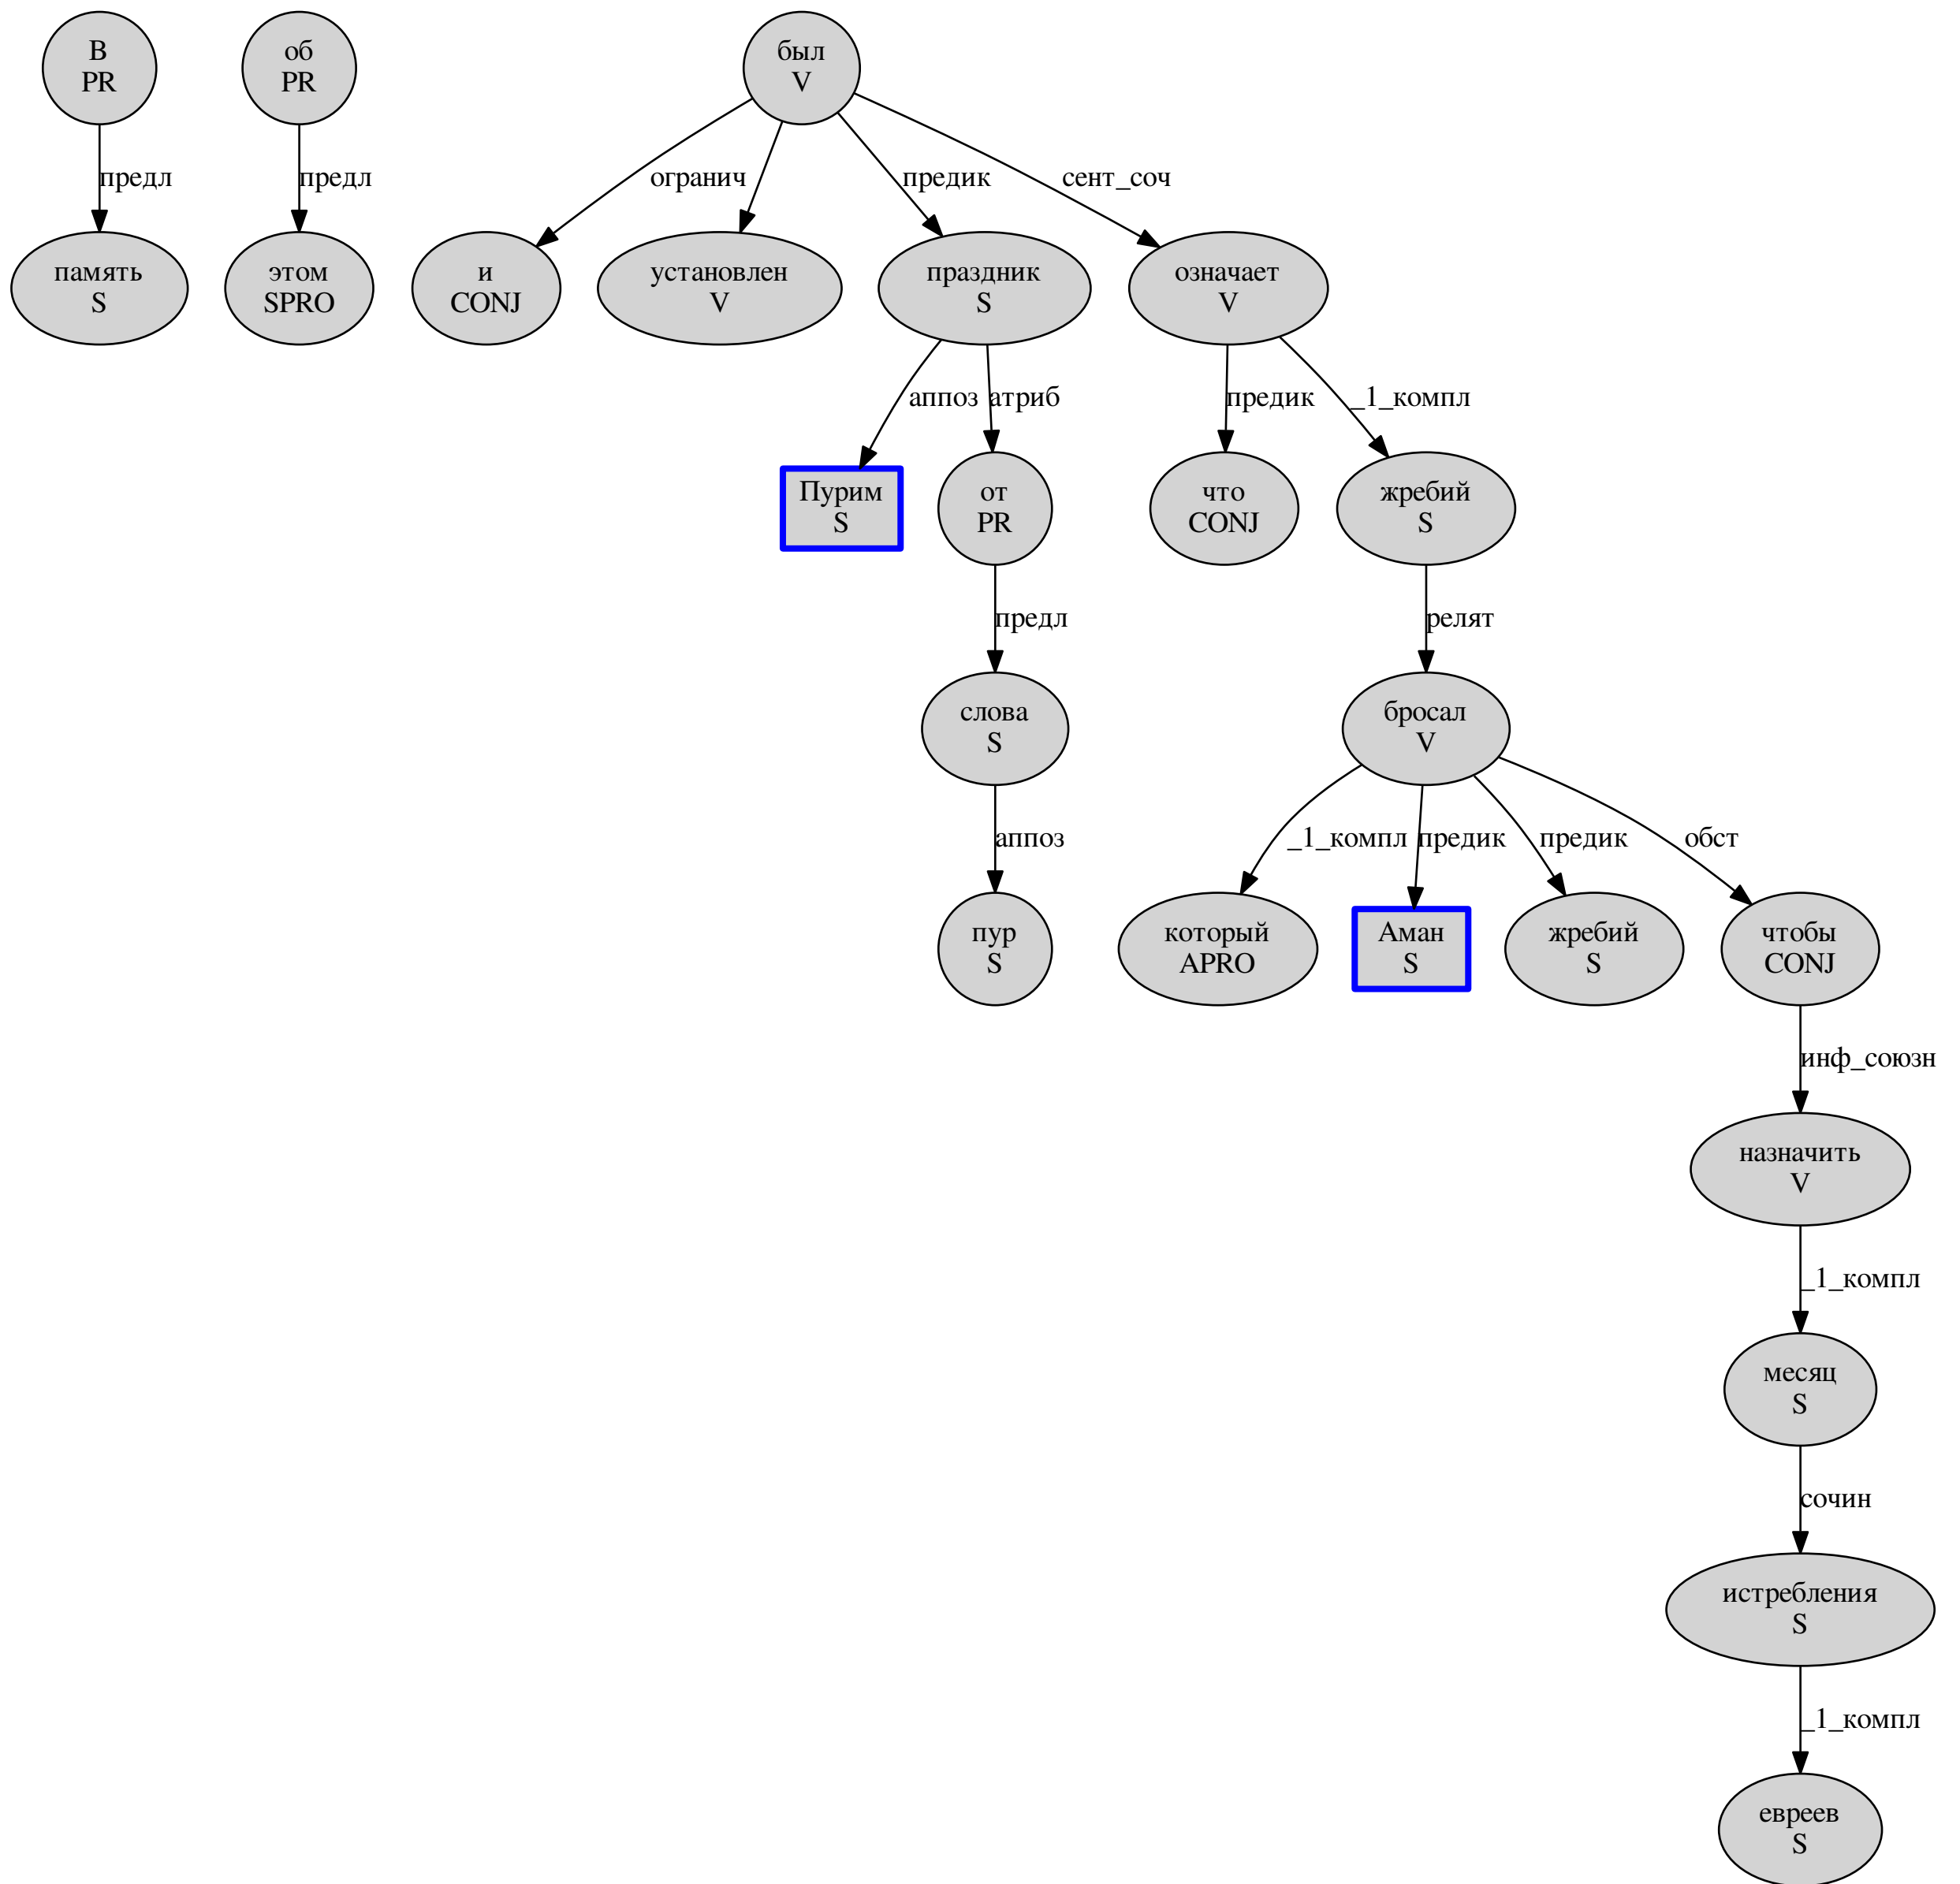 В
PR
об
PR
был
V
предл
предл
огранич
предик
сент_соч
память
S
этом
SPRO
и
CONJ
установлен
V
праздник
S
означает
V
аппоз
атриб
предик
_1_компл
Пурим
S
от
PR
что
CONJ
жребий
S
предл
релят
слова
S
бросал
V
аппоз
_1_компл
предик
предик
обст
пур
S
который
APRO
Аман
S
жребий
S
чтобы
CONJ
инф_союзн
назначить
V
_1_компл
месяц
S
сочин
истребления
S
_1_компл
евреев
S